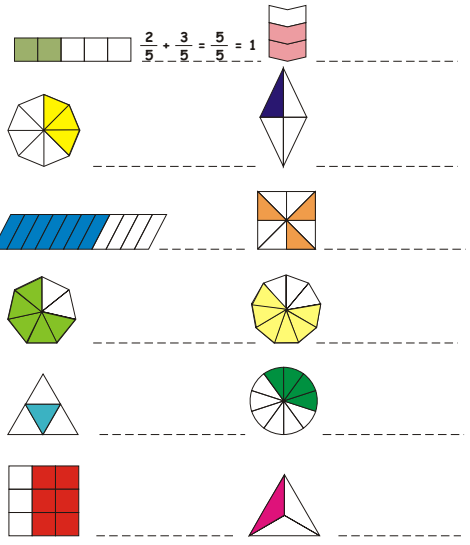 2/5 + 3/5 = 5/5 = 1